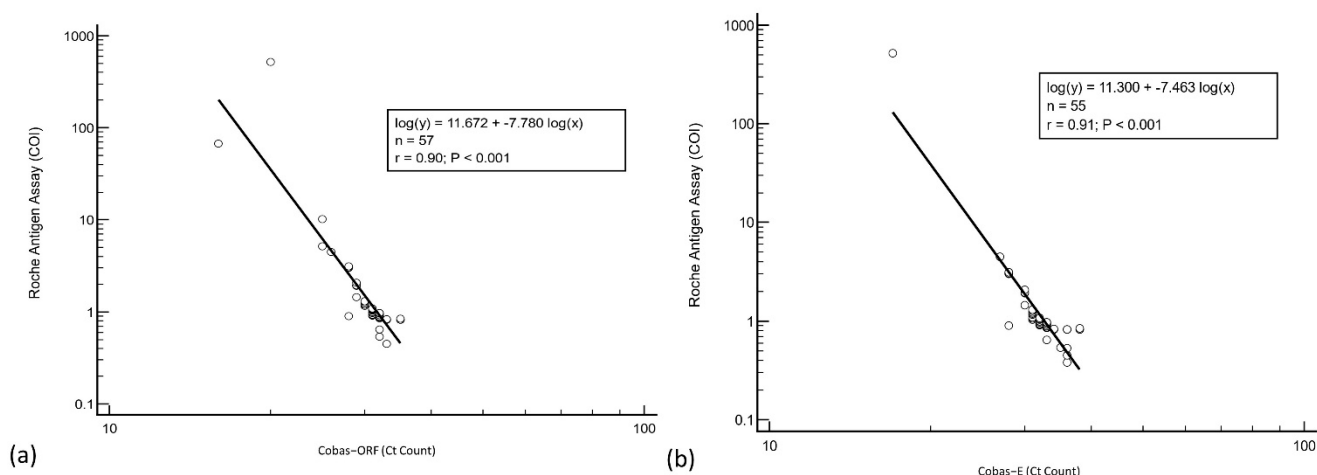 1000
100
10
1
0.1
Roche Antigen Assay (COI)
log(y) = 11.672 + -7.780 log(x)
n = 57
r = 0.90; P < 0.001
10
100
Cobas-ORF (Ct Count)
(a)
1000
100
10
1
0.1
Roche Antigen Assay (COI)
log(y) = 11.300 + -7.463 log(x)
n = 55
r = 0.91; P < 0.001
10
100
Cobas-E (Ct Count)
(b)